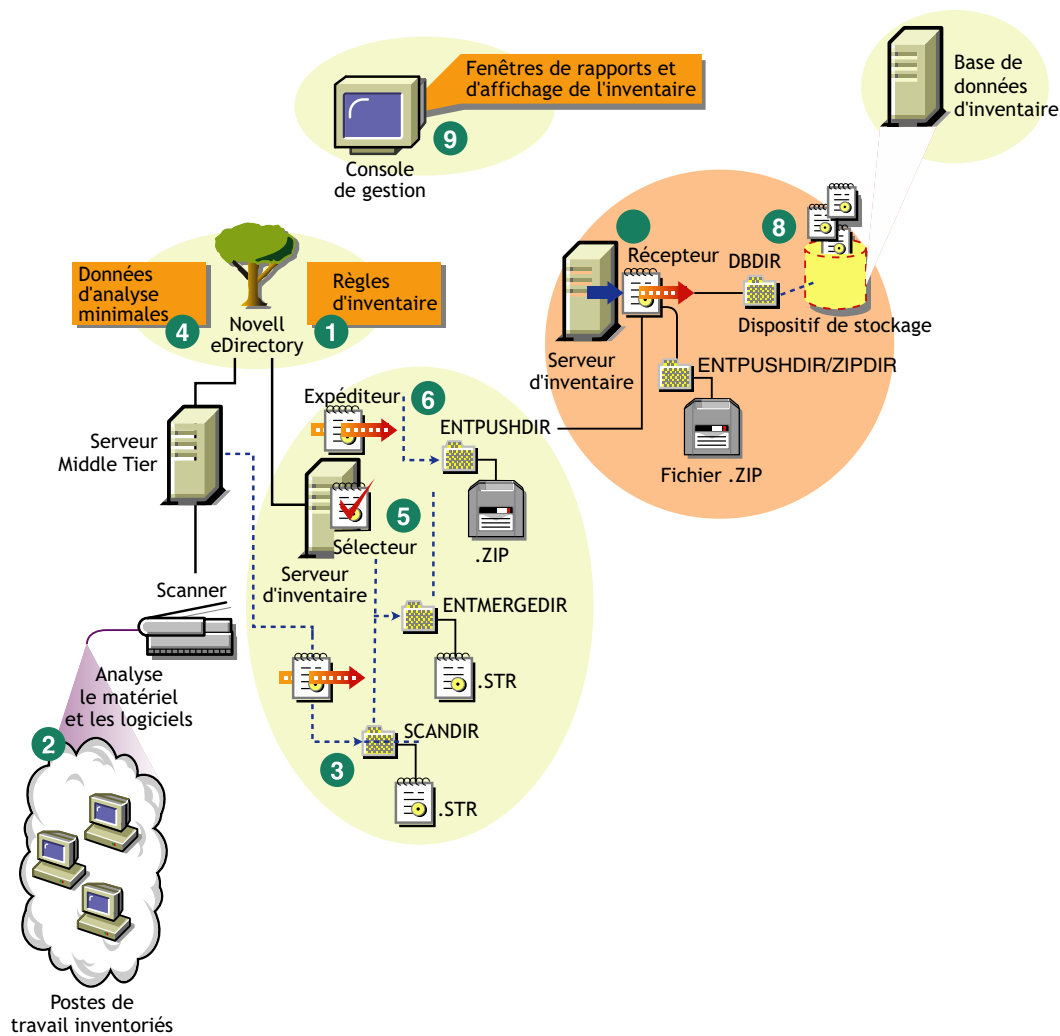 Fenêtres de rapports et
d'affichage de l'inventaire
9
Console
de gestion
Base de
données
d'inventaire
Données
d'analyse
minimales
4
Novell
eDirectory
Règles
d'inventaire
1
Récepteur
8
DBDIR
Dispositif de stockage
Serveur
d'inventaire
ENTPUSHDIR/ZIPDIR
Fichier .ZIP
Serveur
Middle Tier
Expéditeur
6
ENTPUSHDIR
.ZIP
5
Sélecteur
Serveur
d'inventaire
ENTMERGEDIR
.STR
SCANDIR
3
.STR
Scanner
Analyse
le matériel
et les logiciels
2
Postes de
travail inventoriés